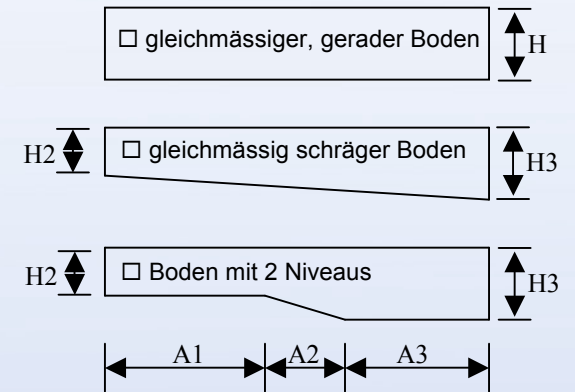 ☐ gleichmässiger, gerader Boden
H
H2
☐ gleichmässig schräger Boden
H3
H2
☐ Boden mit 2 Niveaus
H3
A1
A2
A3